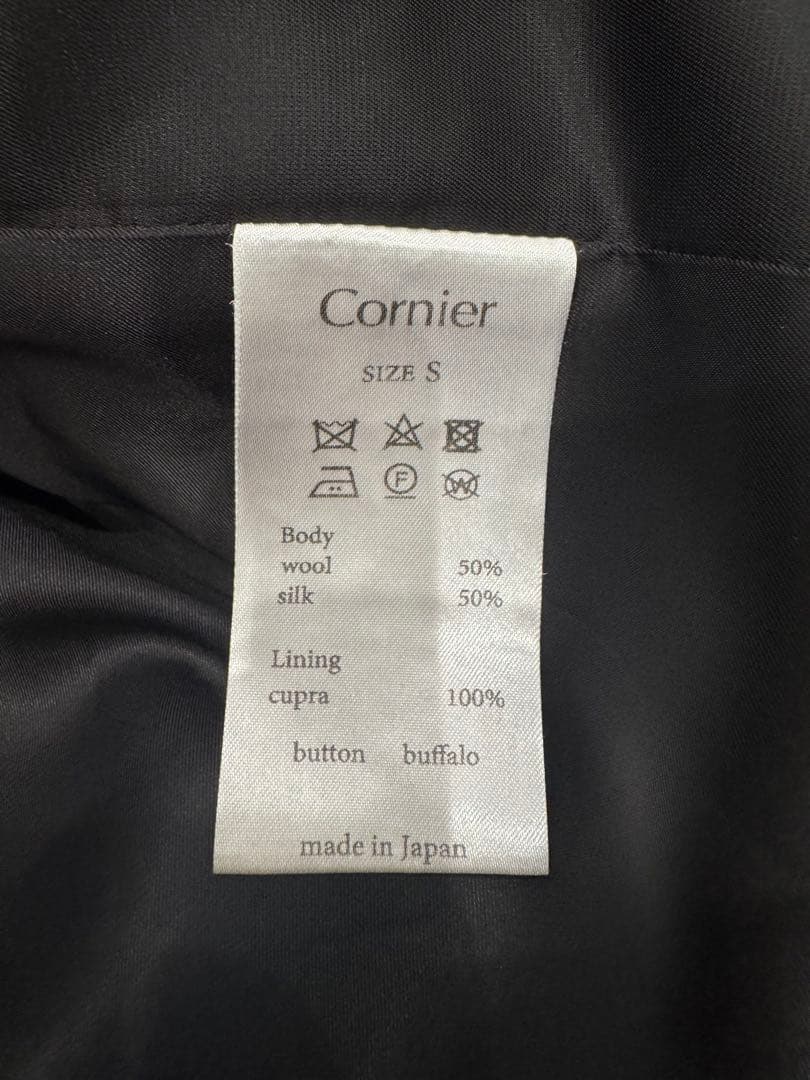 Cornier
SIZE S
F W
Body
wool 50%
silk 50%
Lining
cupra 100%
button buffalo
made in Japan